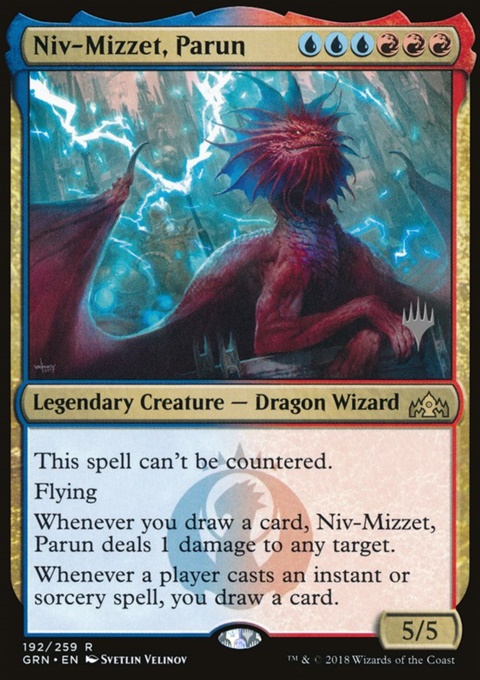 Niv-Mizzet, Parun
Legendary Creature — Dragon Wizard
This spell can't be countered.
Flying
Whenever you draw a card, Niv-Mizzet,
Parun deals 1 damage to any target.
Whenever a player casts an instant or
sorcery spell, you draw a card.
5/5
192/259 R
GRN • EN Svetlin Velinov
™ & © 2018 Wizards of the Coast